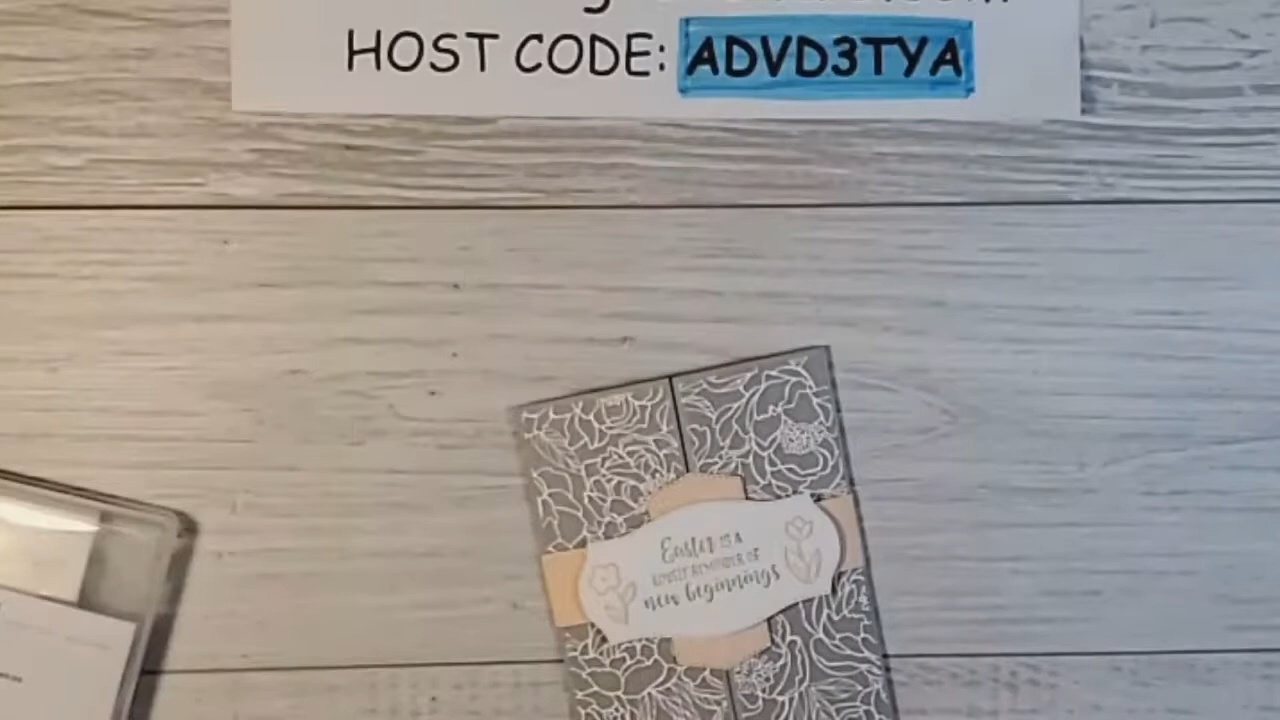 HOST CODE: ADVD3TYA
Easter IS A
LOVELY REMINDER OF
new beginnings